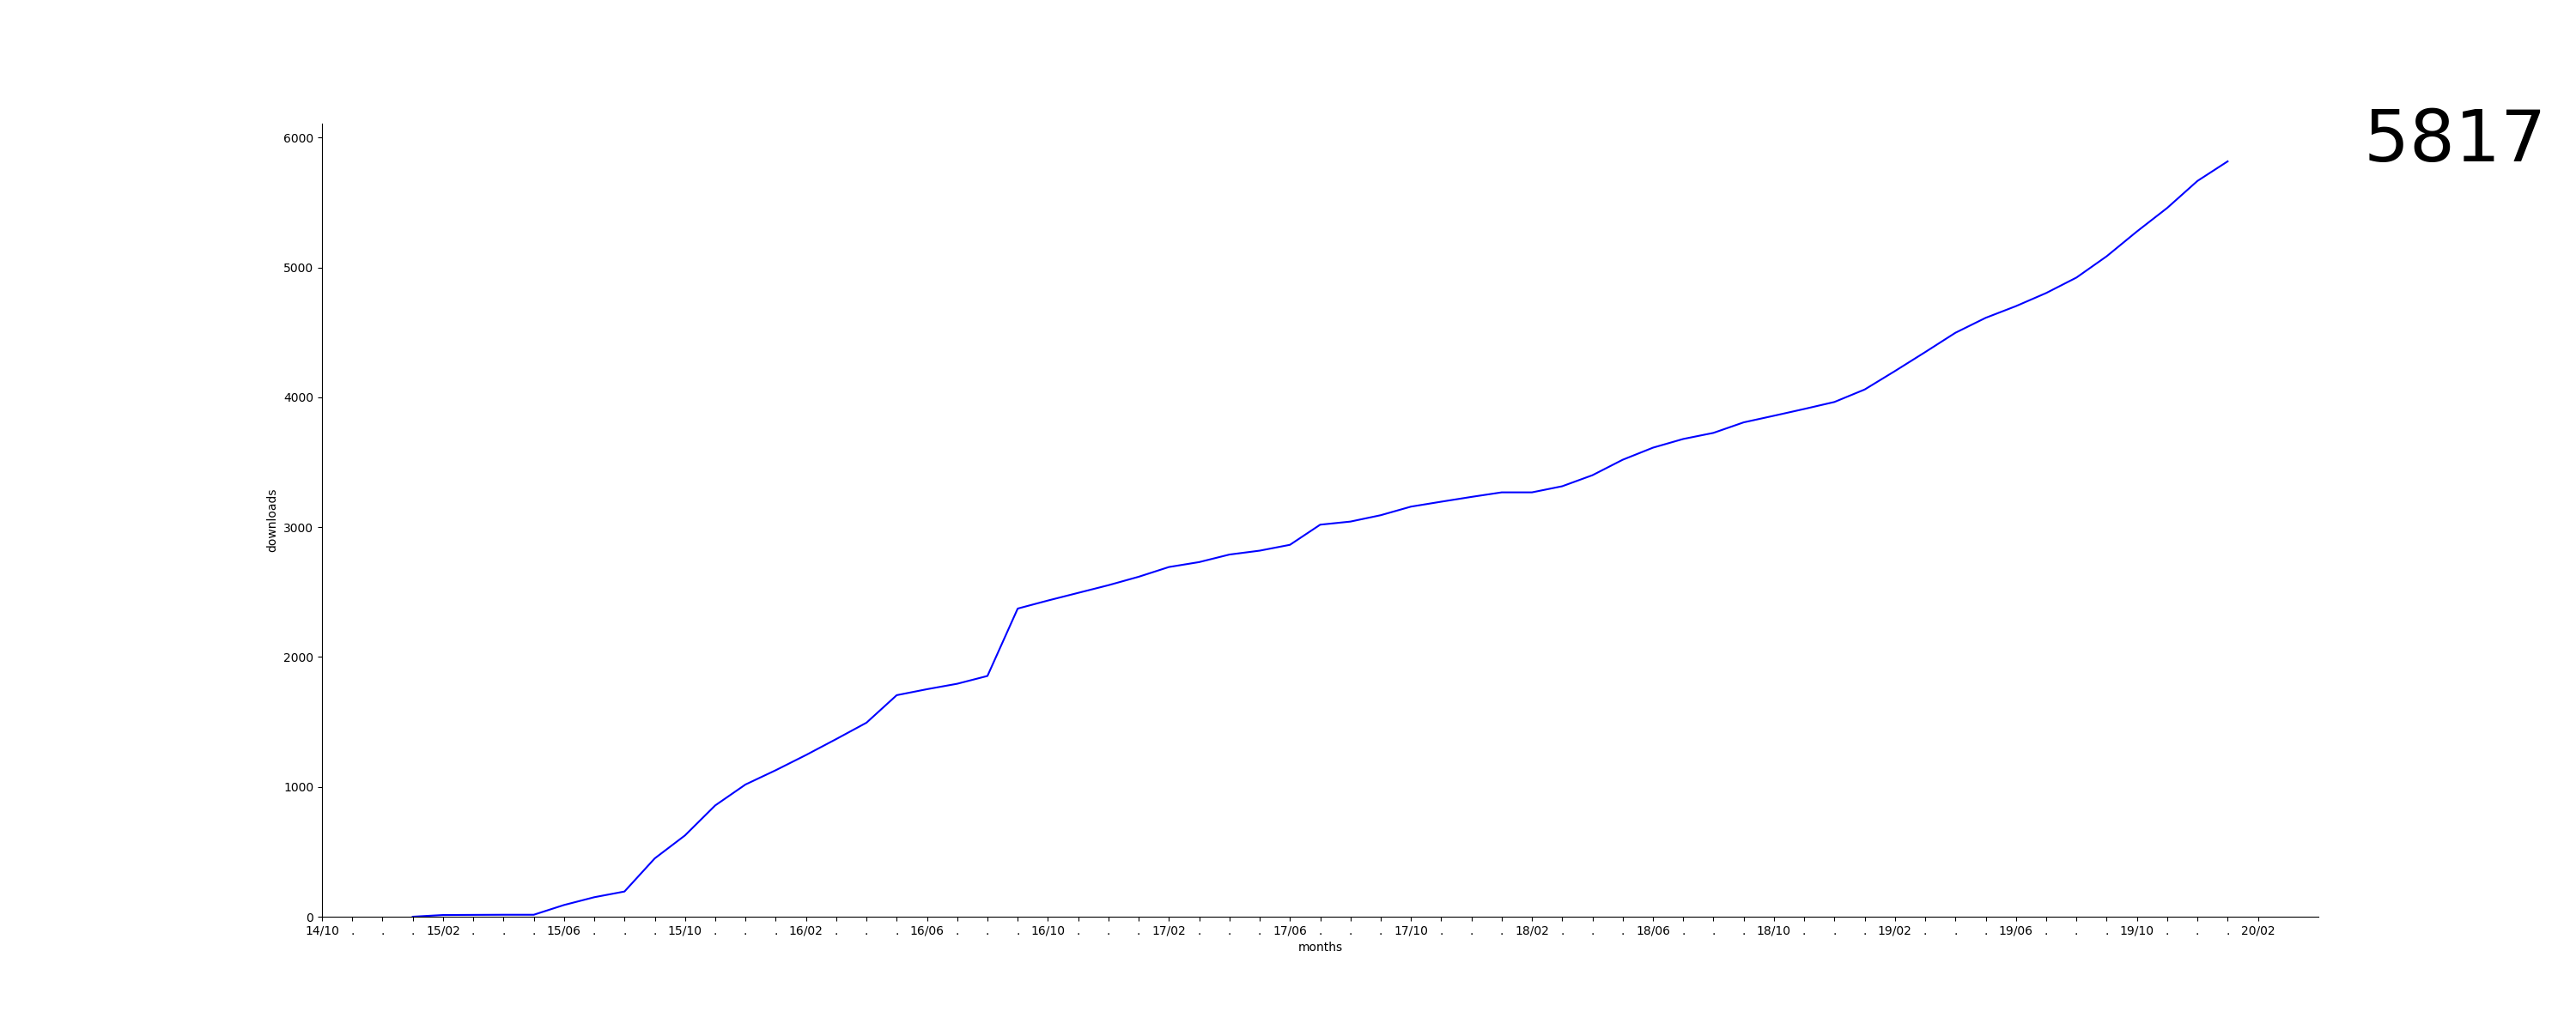 5817
6000
5000
4000
3000
2000
1000
0
downloads
14/10 . . . 15/02 . . . 15/06 . . . 15/10 . . . 16/02 . . . 16/06 . . . 16/10 . . . 17/02 . . . 17/06 . . . 17/10 . . . 18/02 . . . 18/06 . . . 18/10 . . . 19/02 . . . 19/06 . . . 19/10 . . . 20/02
months